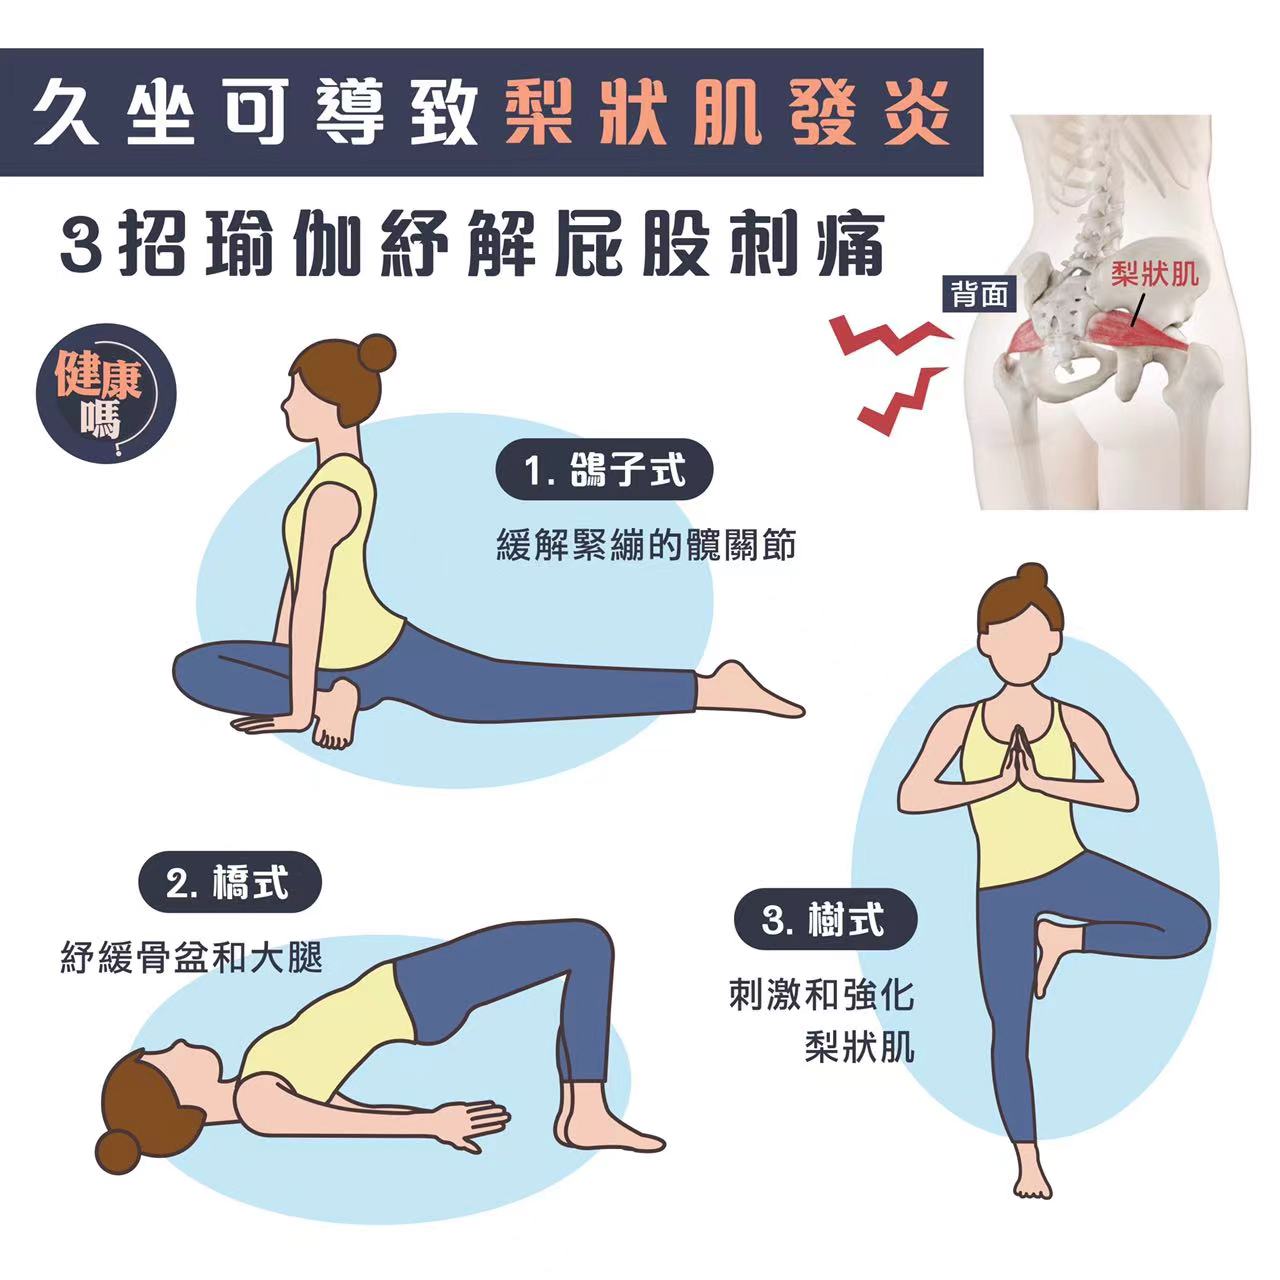 久坐可導致梨狀肌發炎
3招瑜伽紓解屁股刺痛
背面
梨狀肌
健康
嗎?
1. 鴿子式
緩解緊繃的髖關節
2. 橋式
紓緩骨盆和大腿
3. 樹式
刺激和強化
梨狀肌